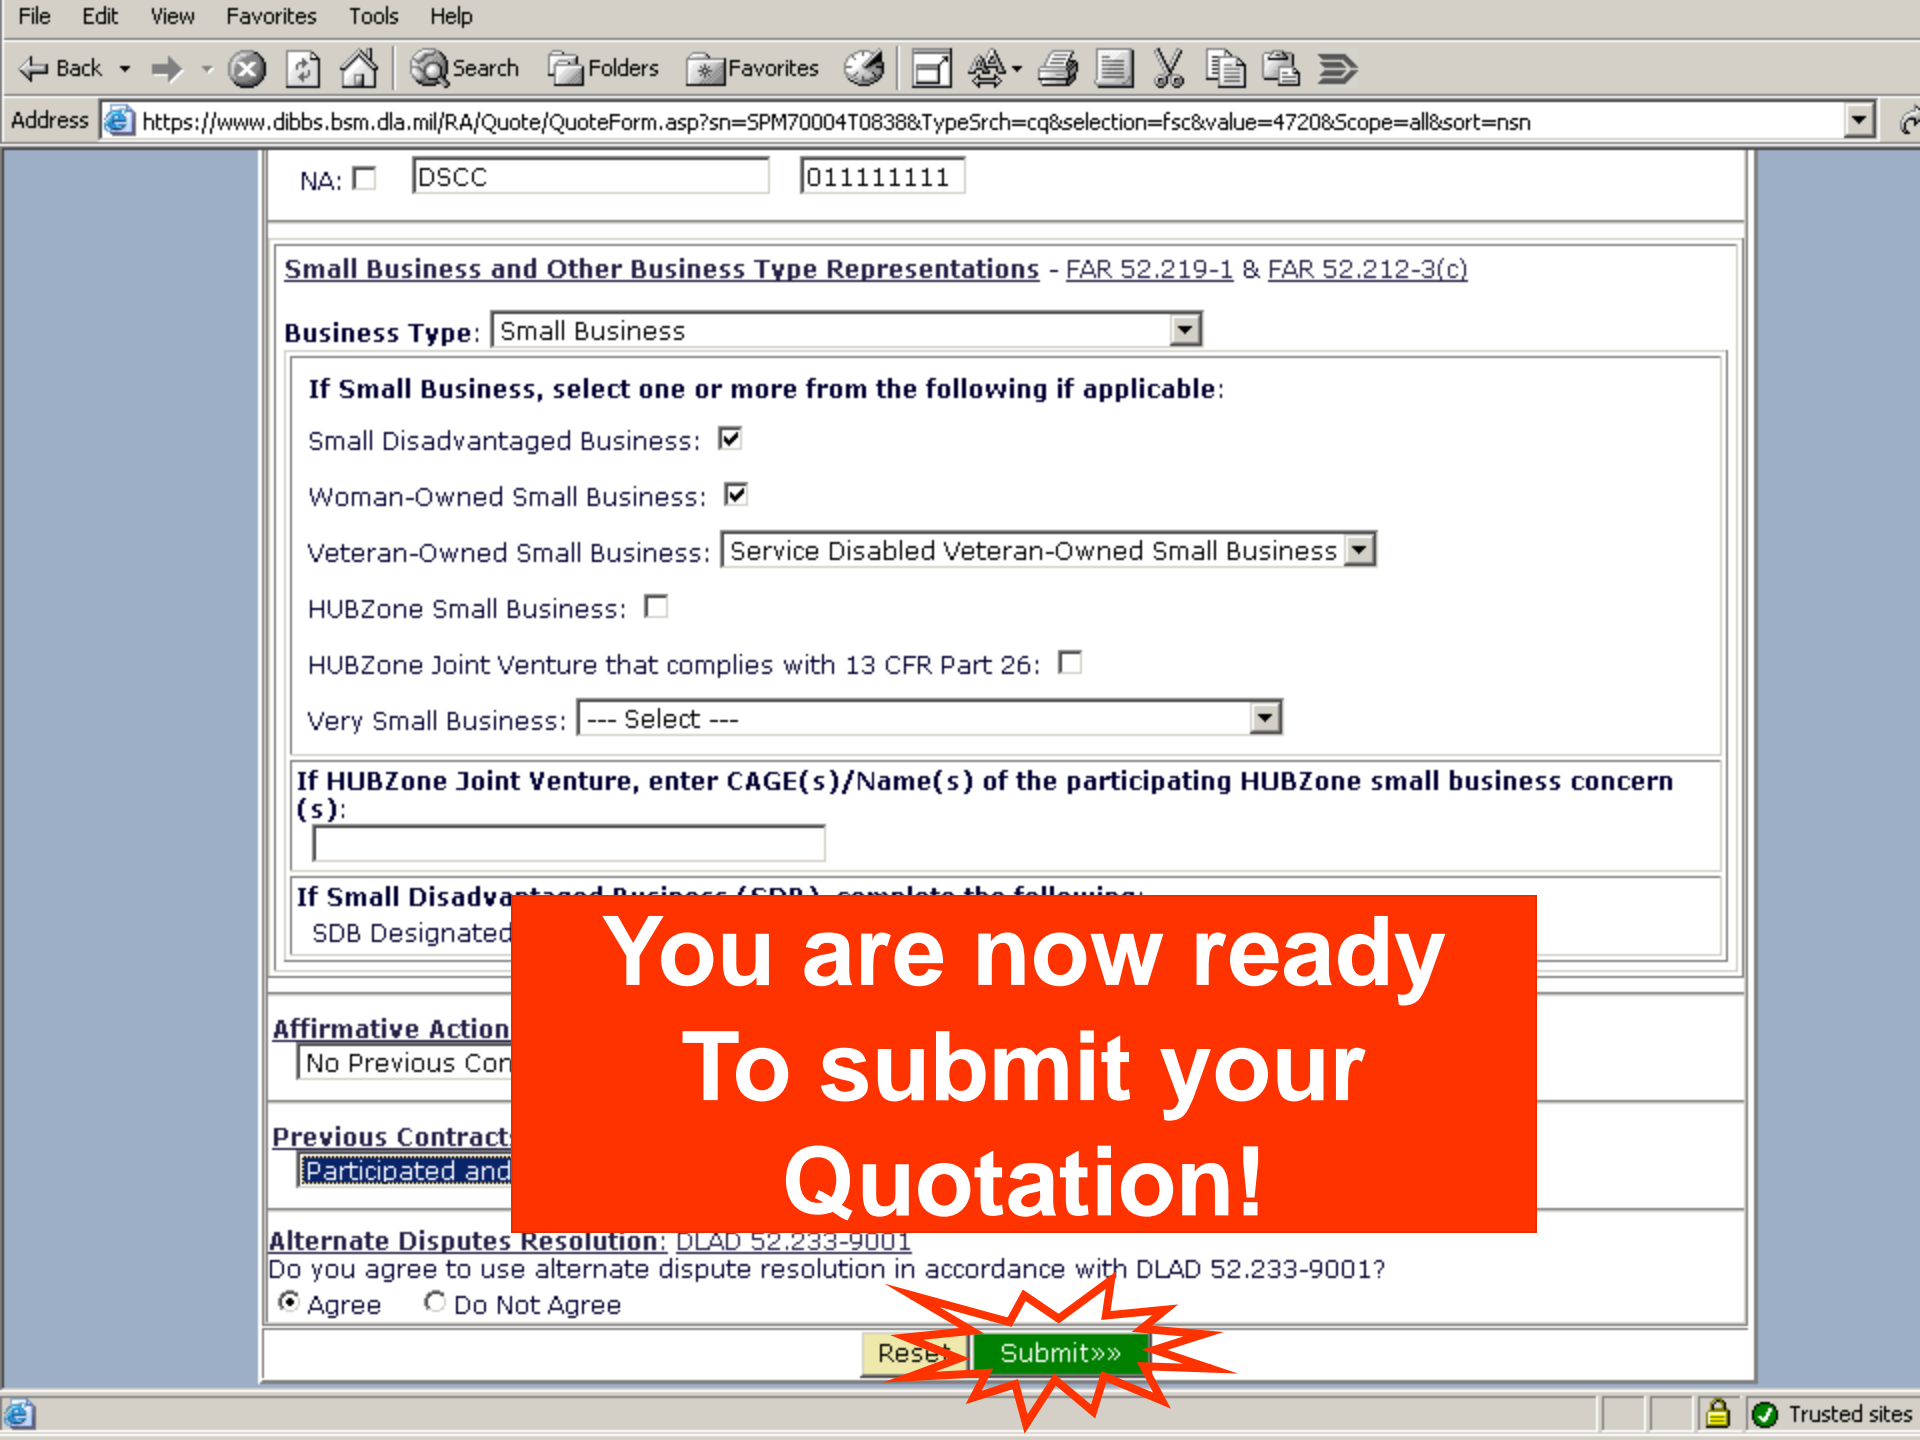 File Edit View Favorites Tools Help
Back Search Folders Favorites
Address https://www.dibbs.bsm.dla.mil/RA/Quote/QuoteForm.asp?sn=SPM70004T0838&TypeSrch=cq&selection=fsc&value=4720&Scope=all&sort=nsn
NA: DSCC 011111111
Small Business and Other Business Type Representations - FAR 52.219-1 & FAR 52.212-3(c)
Business Type: Small Business
If Small Business, select one or more from the following if applicable:
Small Disadvantaged Business:
Woman-Owned Small Business:
Veteran-Owned Small Business: Service Disabled Veteran-Owned Small Business
HUBZone Small Business:
HUBZone Joint Venture that complies with 13 CFR Part 26:
Very Small Business: --- Select ---
If HUBZone Joint Venture, enter CAGE(s)/Name(s) of the participating HUBZone small business concern
(s):
If Small Disadvantaged Business (SDB), complete the following:
SDB Designated
You are now ready
To submit your
Quotation!
Affirmative Action
No Previous Con
Previous Contract
Participated and
Alternate Disputes Resolution: DLAD 52.233-9001
Do you agree to use alternate dispute resolution in accordance with DLAD 52.233-9001?
Agree Do Not Agree
Reset Submit»»
Trusted sites